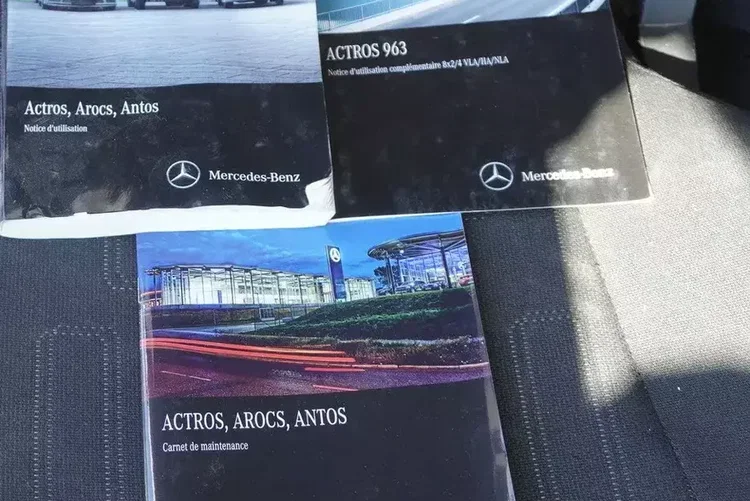 Actros, Arocs, Antos
Notice d'utilisation
Mercedes-Benz
ACTROS 963
Notice d'utilisation complémentaire 8x2/4 VLA/HA/NLA
Mercedes-Benz
ACTROS, AROCS, ANTOS
Carnet de maintenance